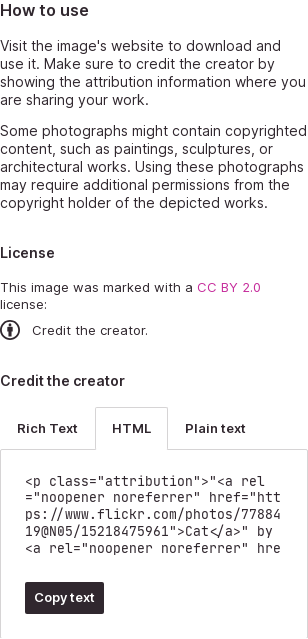 How to use
Visit the image's website to download and
use it. Make sure to credit the creator by
showing the attribution information where you
are sharing your work.
Some photographs might contain copyrighted
content, such as paintings, sculptures, or
architectural works. Using these photographs
may require additional permissions from the
copyright holder of the depicted works.
License
This image was marked with a CC BY 2.0
license:
Credit the creator.
Credit the creator
Rich Text HTML Plain text
<p class="attribution">"<a rel
="noopener noreferrer" href="htt
ps://www.flickr.com/photos/77884
19@N05/15218475961">Cat</a>" by
<a rel="noopener noreferrer" hre
Copy text